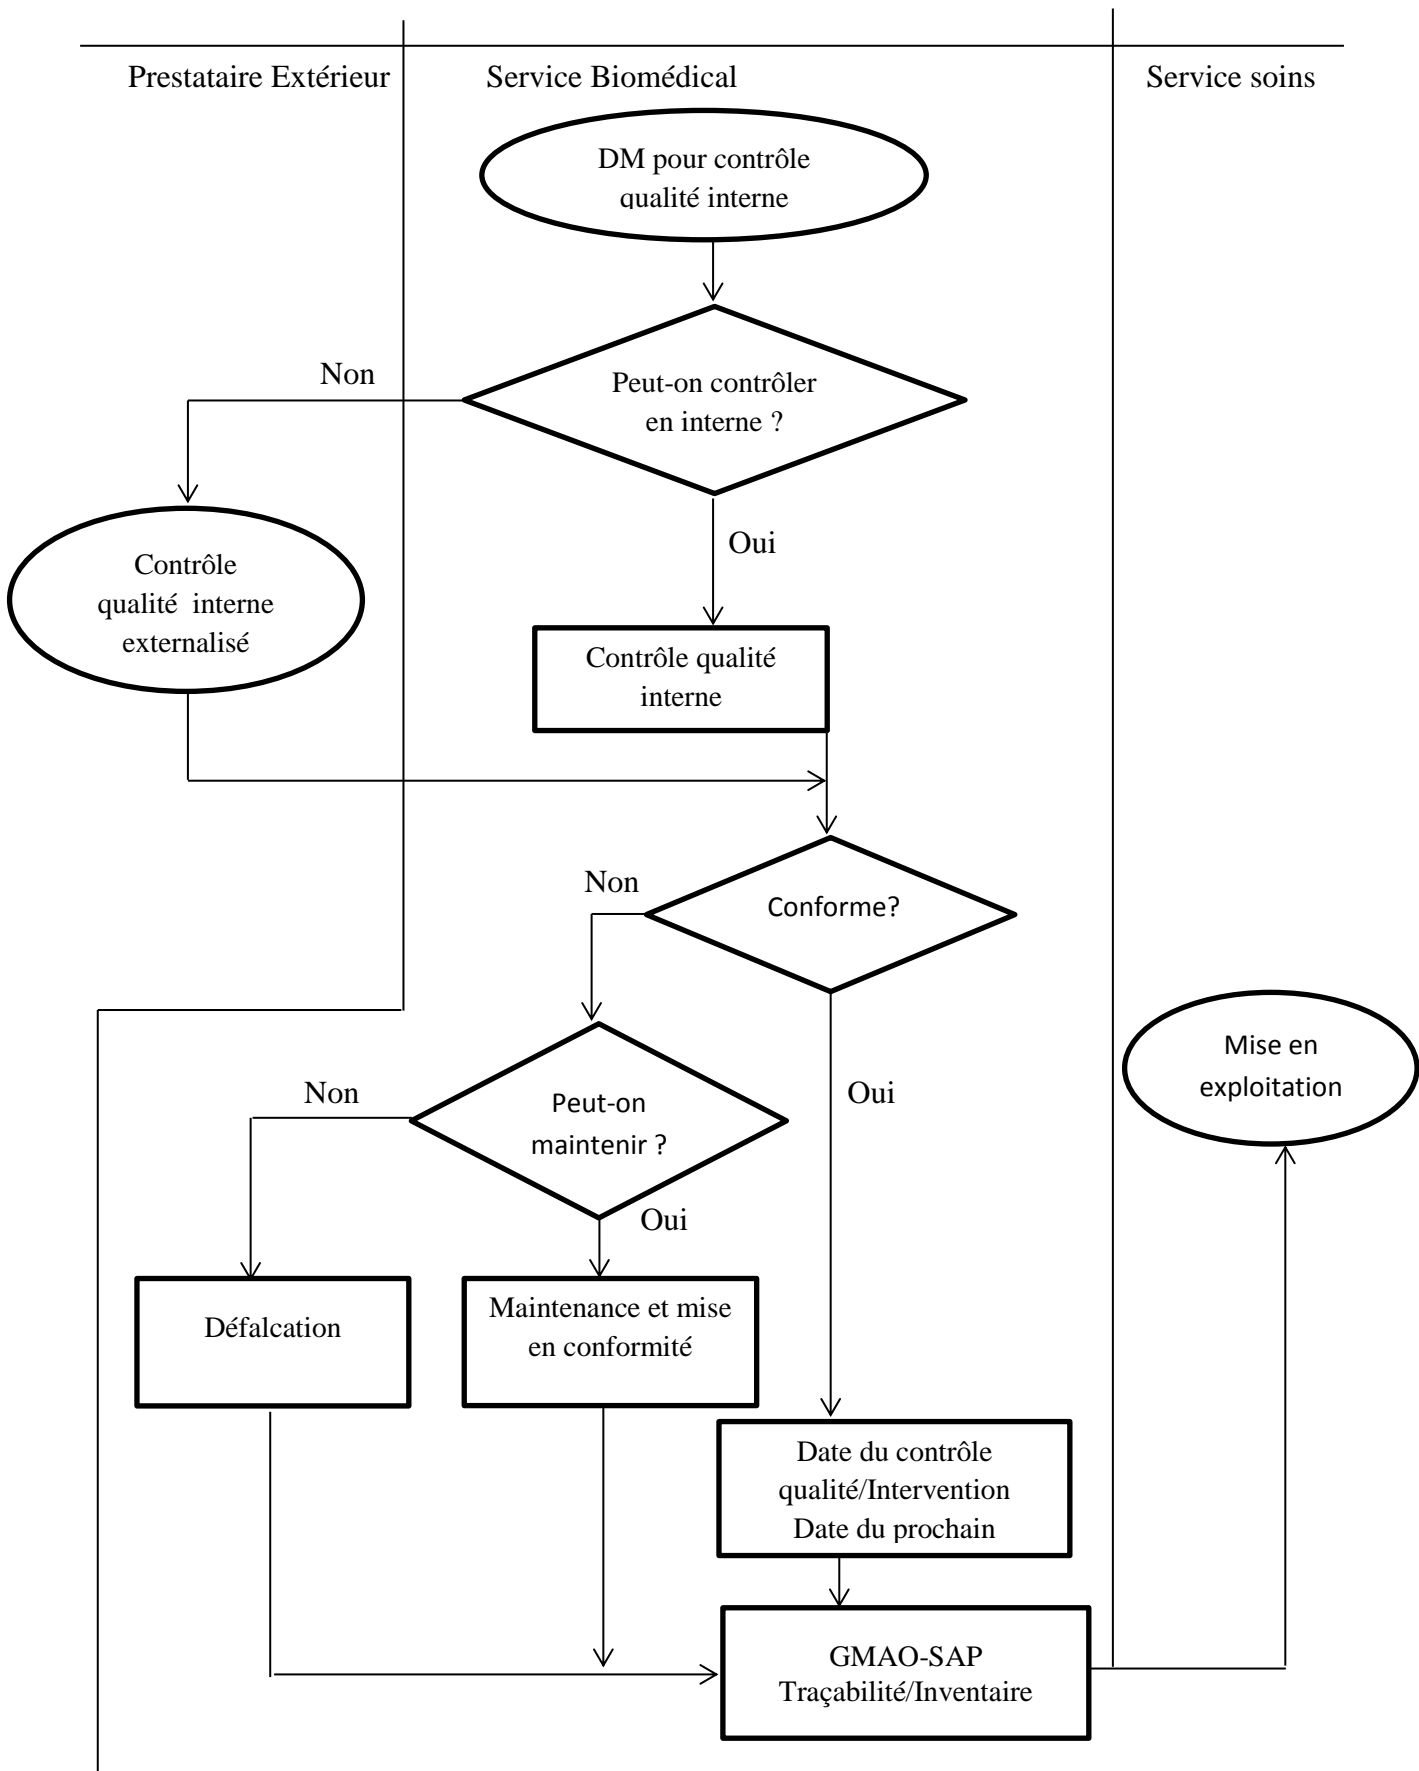 Prestataire Extérieur
Service Biomédical
Service soins
DM pour contrôle
qualité interne
Non
Peut-on contrôler
en interne ?
Oui
Contrôle
qualité interne
externalisé
Contrôle qualité
interne
Non
Conforme?
Mise en
exploitation
Non
Peut-on
maintenir ?
Oui
Oui
Défalcation
Maintenance et mise
en conformité
Date du contrôle
qualité/Intervention
Date du prochain
GMAO-SAP
Traçabilité/Inventaire